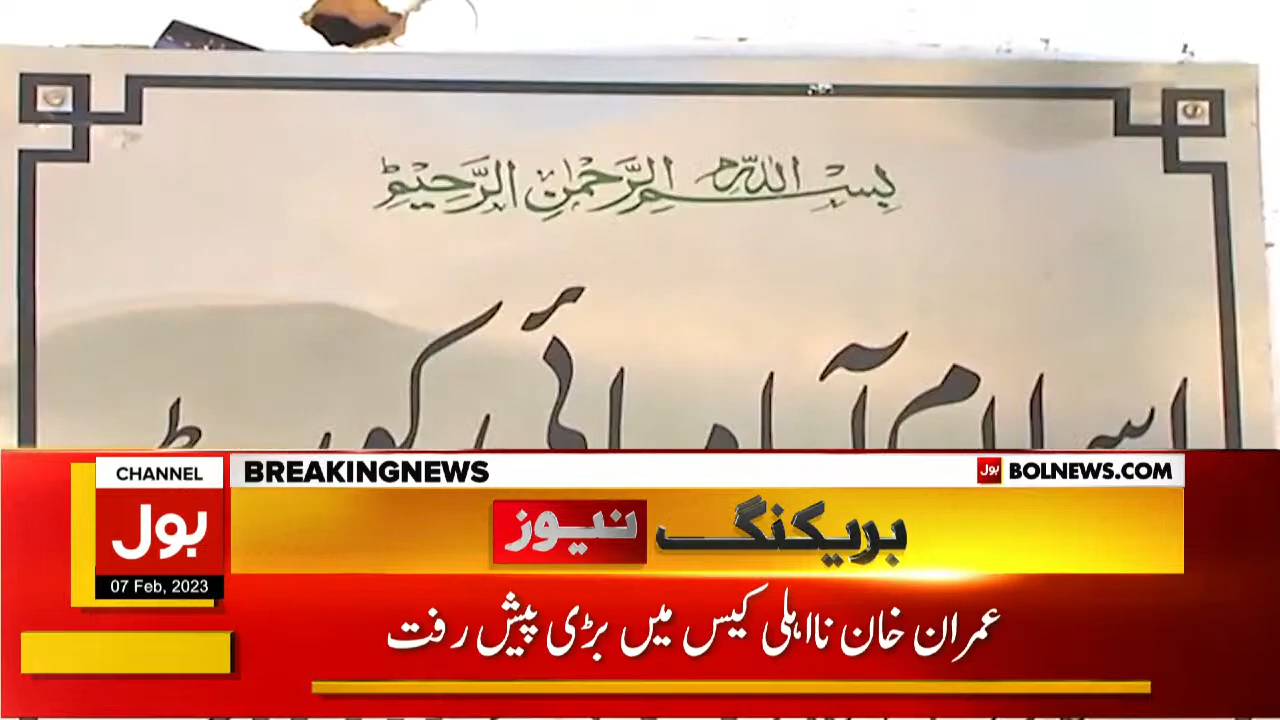 بسم اللہ الرحمن الرحیم
اسلام آباد ہائی کورٹ
CHANNEL
بول
07 Feb, 2023
BREAKINGNEWS
بول BOLNEWS.COM
بریکنگ نیوز
عمران خان نااہلی کیس میں بڑی پیش رفت